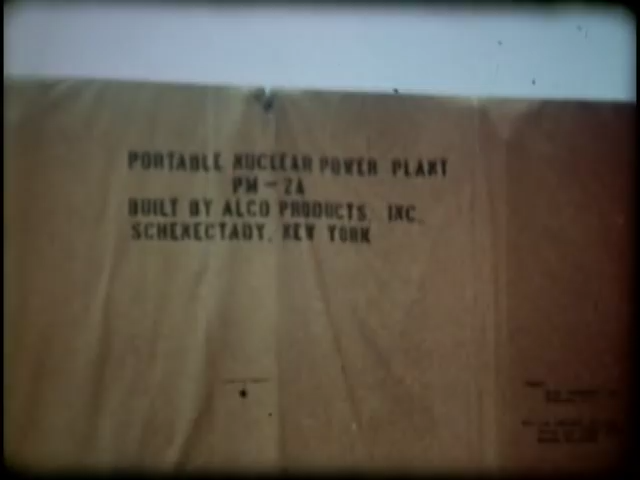 PORTABLE NUCLEAR POWER PLANT
PM-2A
BUILT BY ALCO PRODUCTS, INC.
SCHENECTADY, NEW YORK